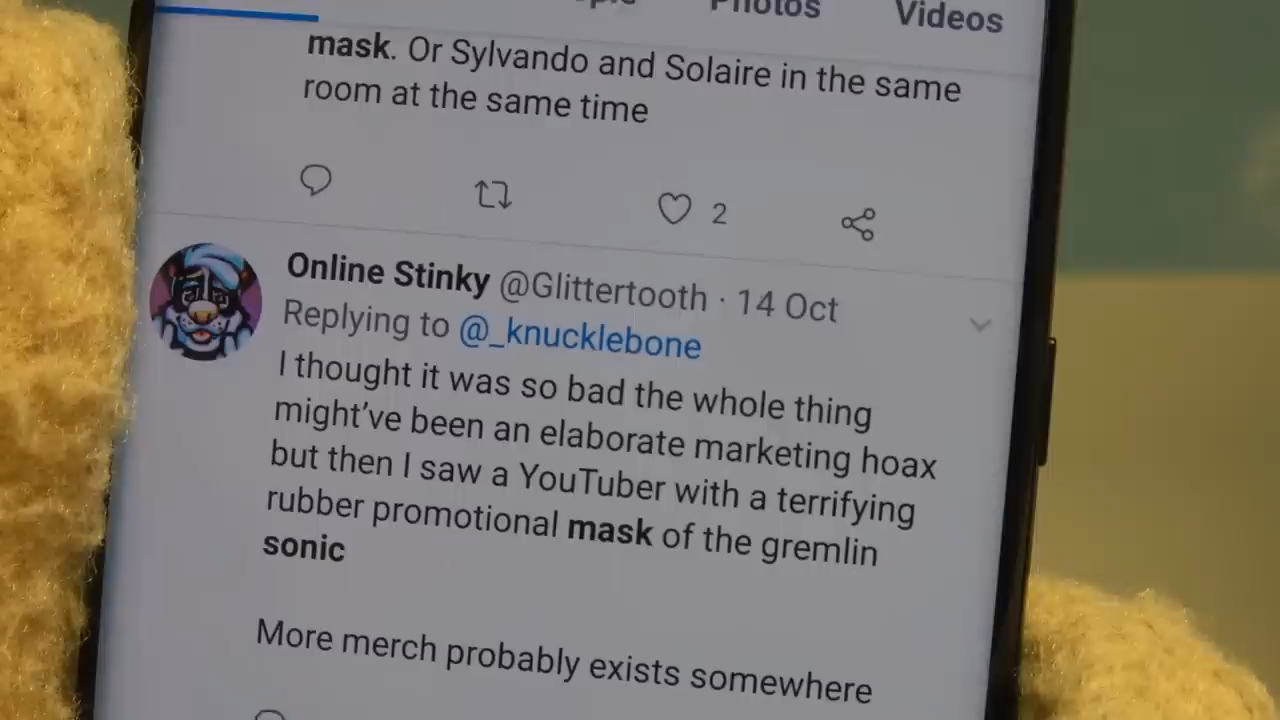 Photos
Videos
mask. Or Sylvando and Solaire in the same
room at the same time
2
Online Stinky @Glittertooth · 14 Oct
Replying to @_knucklebone
I thought it was so bad the whole thing
might've been an elaborate marketing hoax
but then I saw a YouTuber with a terrifying
rubber promotional mask of the gremlin
sonic
More merch probably exists somewhere